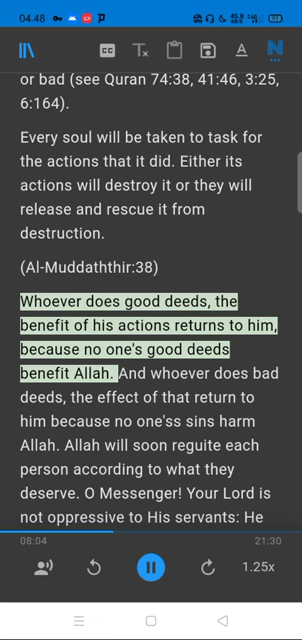 04.48
or bad (see Quran 74:38, 41:46, 3:25,
6:164).
Every soul will be taken to task for
the actions that it did. Either its
actions will destroy it or they will
release and rescue it from
destruction.
(Al-Muddaththir:38)
Whoever does good deeds, the
benefit of his actions returns to him,
because no one's good deeds
benefit Allah. And whoever does bad
deeds, the effect of that return to
him because no one'ss sins harm
Allah. Allah will soon reguite each
person according to what they
deserve. O Messenger! Your Lord is
not oppressive to His servants: He
08:04 21:30
1.25x